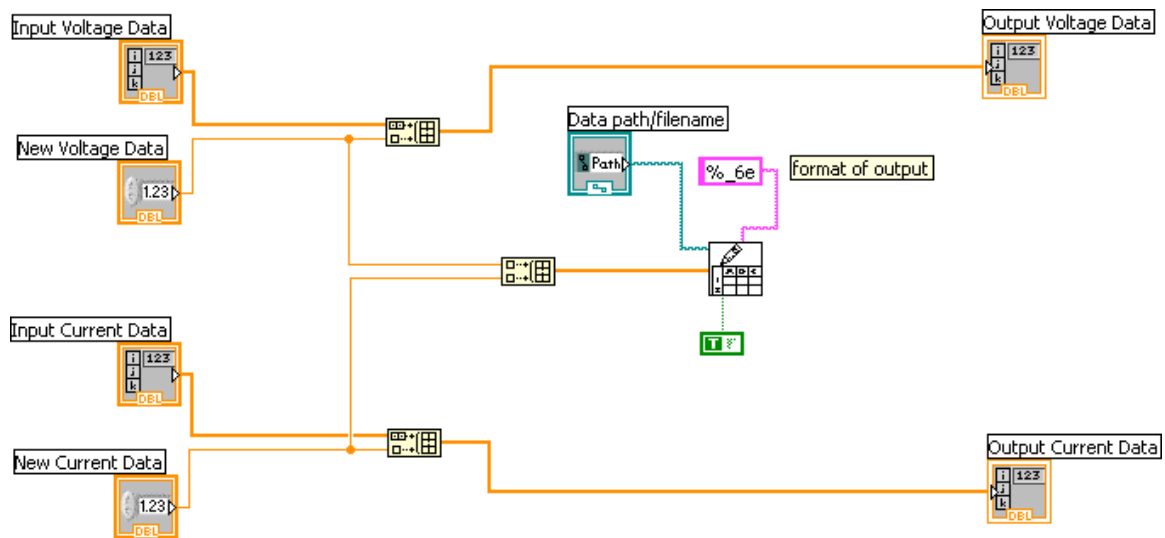 Input Voltage Data
Output Voltage Data
i
j
k
123
DBL
i
j
k
123
DBL
Data path/filename
New Voltage Data
Path
%_6e
format of output
1.23
DBL
Input Current Data
T
i
j
k
123
DBL
Output Current Data
New Current Data
i
j
k
123
DBL
1.23
DBL